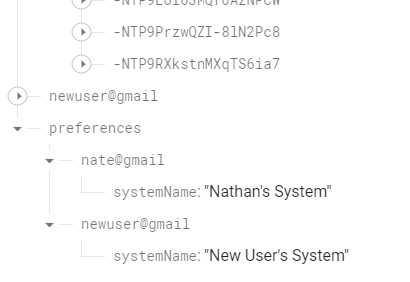 -NTP9PrzwQZI-8lN2Pc8
-NTP9RXkstnMXqTS6ia7
newuser@gmail
preferences
nate@gmail
systemName: "Nathan's System"
newuser@gmail
systemName: "New User's System"